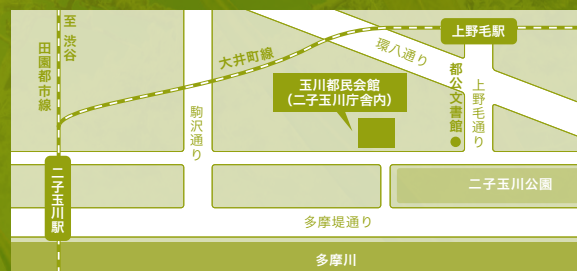 至 渋谷
田園都市線
大井町線
上野毛駅
環八通り
玉川都民会館
(二子玉川庁舎内)
都公文書館
上野毛通り
駒沢通り
二子玉川駅
二子玉川公園
多摩堤通り
多摩川